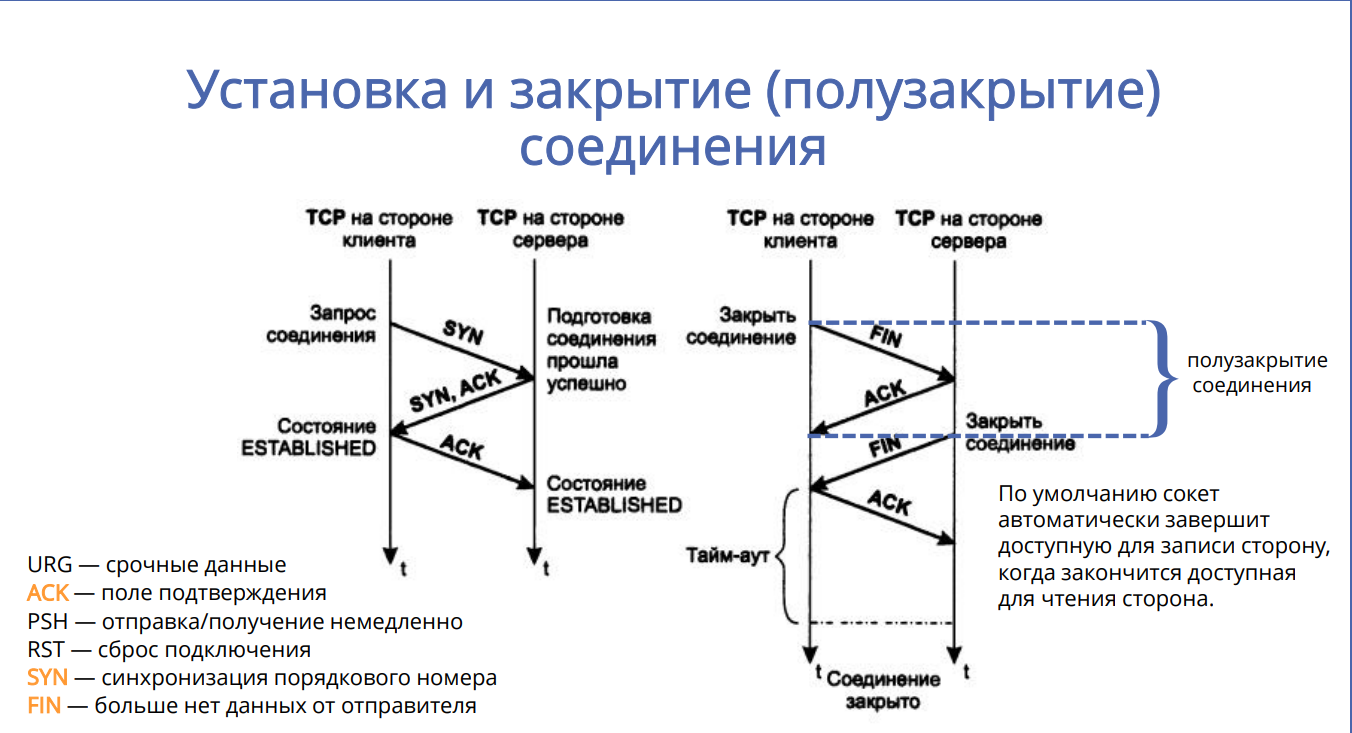 Установка и закрытие (полузакрытие)
соединения
TCP на стороне
клиента
TCP на стороне
сервера
Запрос
соединения
SYN
Подготовка
соединения
прошла
успешно
SYN, ACK
Состояние
ESTABLISHED
ACK
Состояние
ESTABLISHED
t
t
TCP на стороне
клиента
TCP на стороне
сервера
Закрыть
соединение
FIN
ACK
полузакрытие
соединения
Закрыть
соединение
FIN
ACK
Тайм-аут
t
t
Соединение
закрыто
По умолчанию сокет
автоматически завершит
доступную для записи сторону,
когда закончится доступная
для чтения сторона.
URG — срочные данные
ACK — поле подтверждения
PSH — отправка/получение немедленно
RST — сброс подключения
SYN — синхронизация порядкового номера
FIN — больше нет данных от отправителя